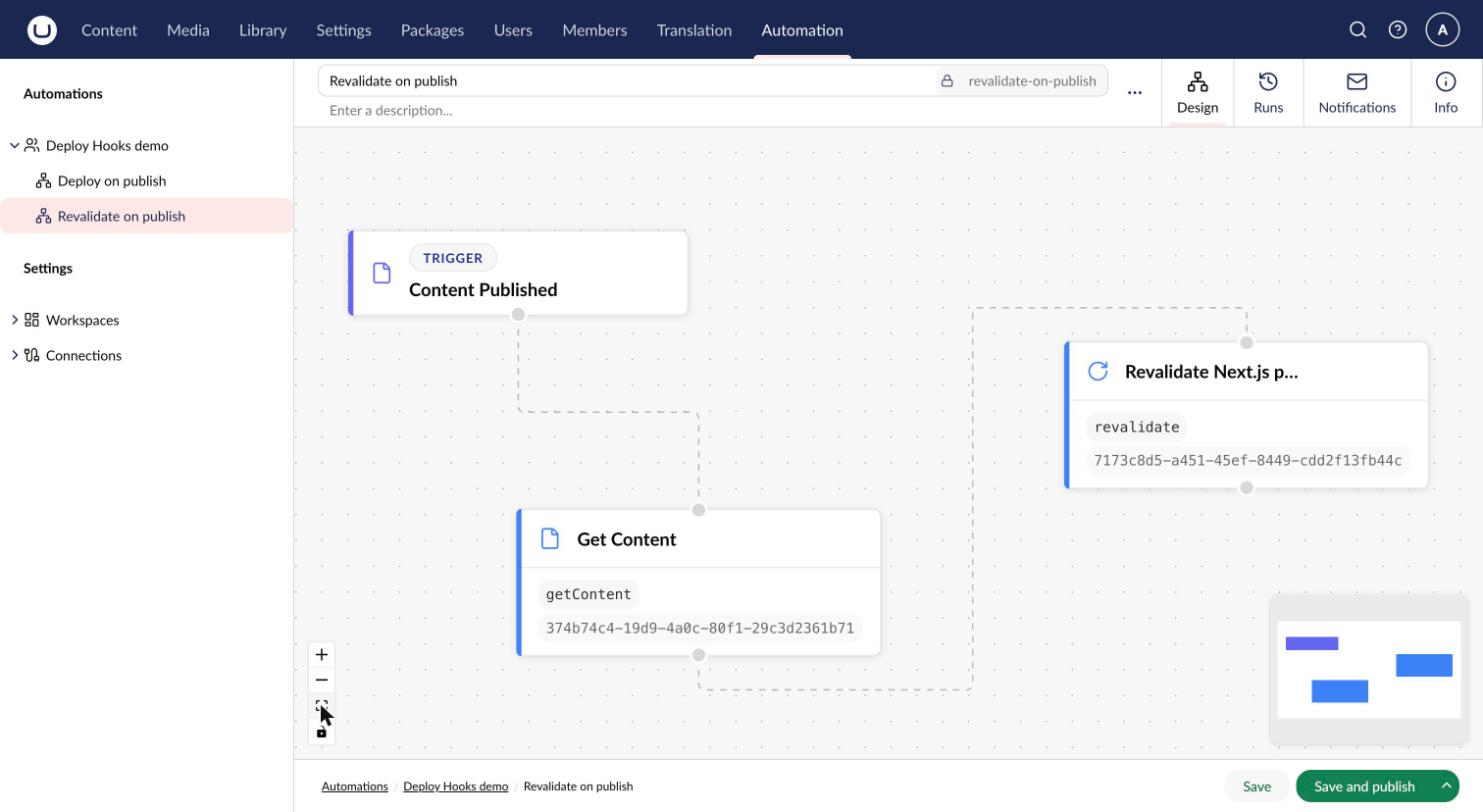 Content Media Library Settings Packages Users Members Translation Automation
A
Automations
Deploy Hooks demo
Deploy on publish
Revalidate on publish
Settings
Workspaces
Connections
Revalidate on publish revalidate-on-publish
Enter a description...
...
Design Runs Notifications Info
TRIGGER
Content Published
Revalidate Next.js p...
revalidate
7173c8d5-a451-45ef-8449-cdd2f13fb44c
Get Content
getContent
374b74c4-19d9-4a0c-80f1-29c3d2361b71
Automations / Deploy Hooks demo / Revalidate on publish
Save Save and publish